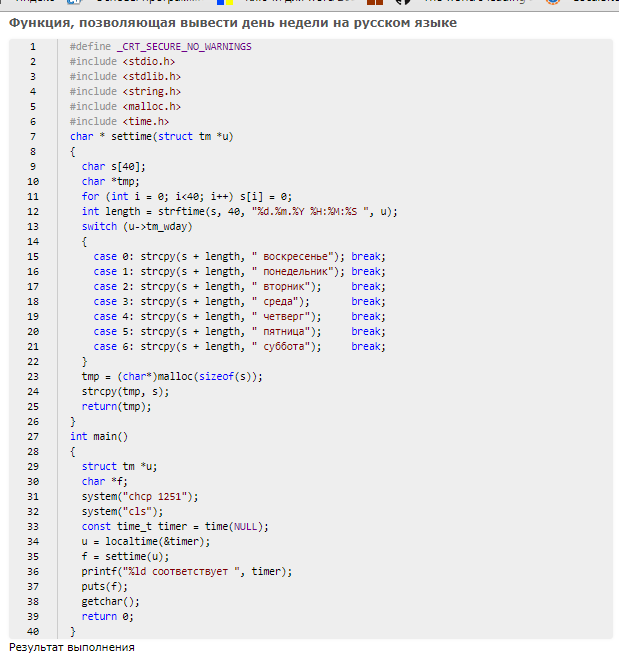 Функция, позволяющая вывести день недели на русском языке
1 #define _CRT_SECURE_NO_WARNINGS
2 #include <stdio.h>
3 #include <stdlib.h>
4 #include <string.h>
5 #include <malloc.h>
6 #include <time.h>
7 char * settime(struct tm *u)
8 {
9   char s[40];
10   char *tmp;
11   for (int i = 0; i<40; i++) s[i] = 0;
12   int length = strftime(s, 40, "%d.%m.%Y %H:%M:%S ", u);
13   switch (u->tm_wday)
14   {
15     case 0: strcpy(s + length, " воскресенье"); break;
16     case 1: strcpy(s + length, " понедельник"); break;
17     case 2: strcpy(s + length, " вторник");     break;
18     case 3: strcpy(s + length, " среда");       break;
19     case 4: strcpy(s + length, " четверг");     break;
20     case 5: strcpy(s + length, " пятница");     break;
21     case 6: strcpy(s + length, " суббота");     break;
22   }
23   tmp = (char*)malloc(sizeof(s));
24   strcpy(tmp, s);
25   return(tmp);
26 }
27 int main()
28 {
29   struct tm *u;
30   char *f;
31   system("chcp 1251");
32   system("cls");
33   const time_t timer = time(NULL);
34   u = localtime(&timer);
35   f = settime(u);
36   printf("%ld соответствует ", timer);
37   puts(f);
38   getchar();
39   return 0;
40 }
Результат выполнения